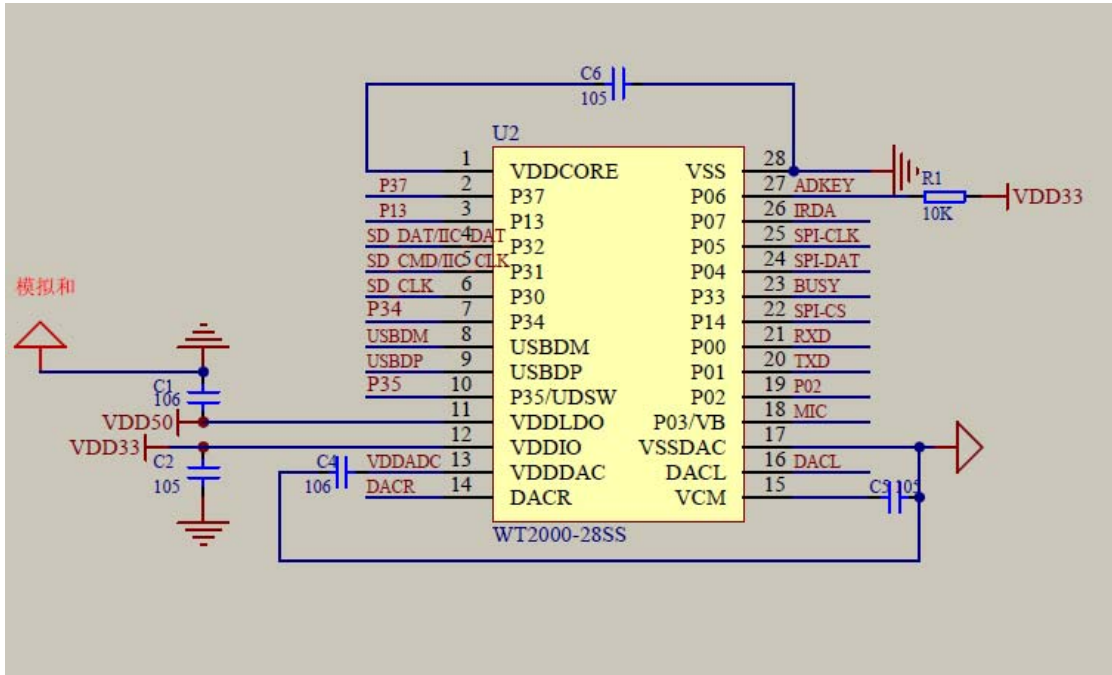 C6
105
U2
1 VDDCORE VSS 28
P37 2 P37 P06 27 ADKEY R1 10K VDD33
P13 3 P13 P07 26 IRDA
SD_DAT/IIC_DAT 4 P32 P05 25 SPI-CLK
SD_CMD/IIC_CLK 5 P31 P04 24 SPI-DAT
模拟和
SD_CLK 6 P30 P33 23 BUSY
P34 7 P34 P14 22 SPI-CS
USBDM 8 USBDM P00 21 RXD
USBDP 9 USBDP P01 20 TXD
C1
106
P35 10 P35/UDSW P02 19 P02
VDD50 11 VDDLDO P03/VB 18 MIC
VDD33 12 VDDIO VSSDAC 17
C2
105
C4
106
VDDADC 13 VDDDAC DACL 16 DACL
DACR 14 DACR VCM 15 C5 105
WT2000-28SS